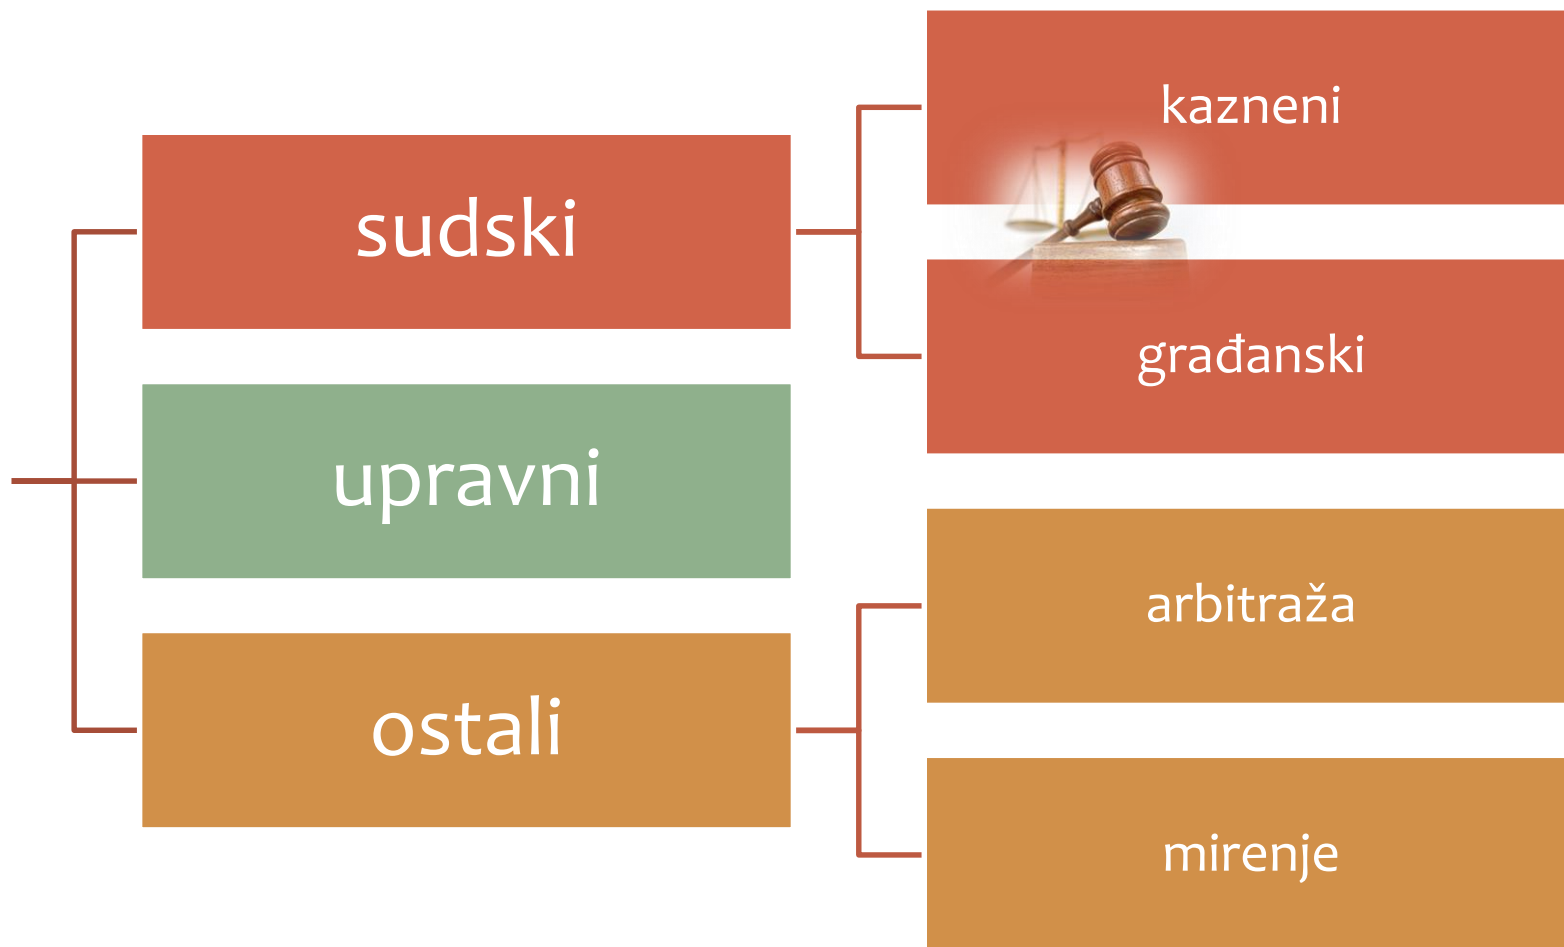 sudski
kazneni
građanski
upravni
ostali
arbitraža
mirenje